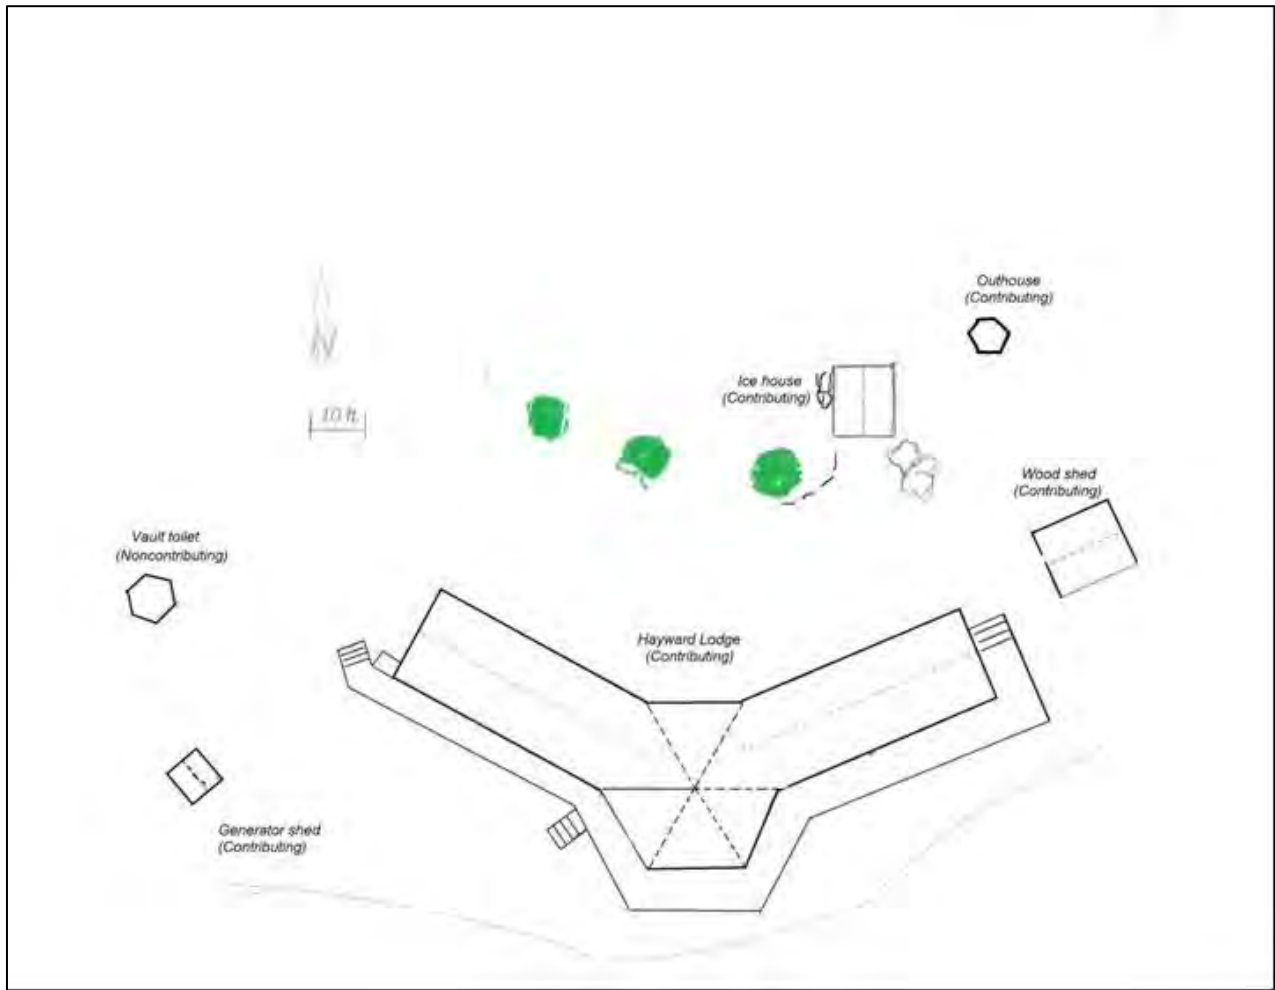 Outhouse
(Contributing)
N
Ice house
(Contributing)
10 ft.
Wood shed
(Contributing)
Vault toilet
(Noncontributing)
Hayward Lodge
(Contributing)
Generator shed
(Contributing)